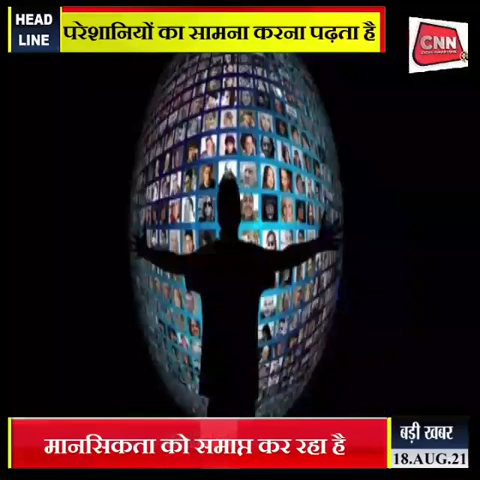 HEAD
LINE
परेशानियों का सामना करना पढ़ता है
CNN
मानसिकता को समाप्त कर रहा है
बड़ी खबर
18.AUG.21